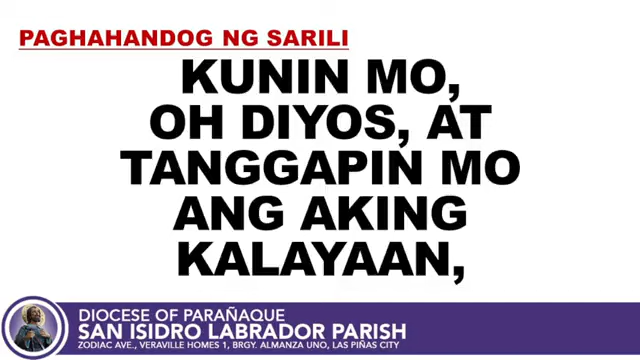 PAGHAHANDOG NG SARILI
KUNIN MO,
OH DIYOS, AT
TANGGAPIN MO
ANG AKING
KALAYAAN,
DIOCESE OF PARAÑAQUE
SAN ISIDRO LABRADOR PARISH
ZODIAC AVE., VERAVILLE HOMES 1, BRGY. ALMANZA UNO, LAS PIÑAS CITY